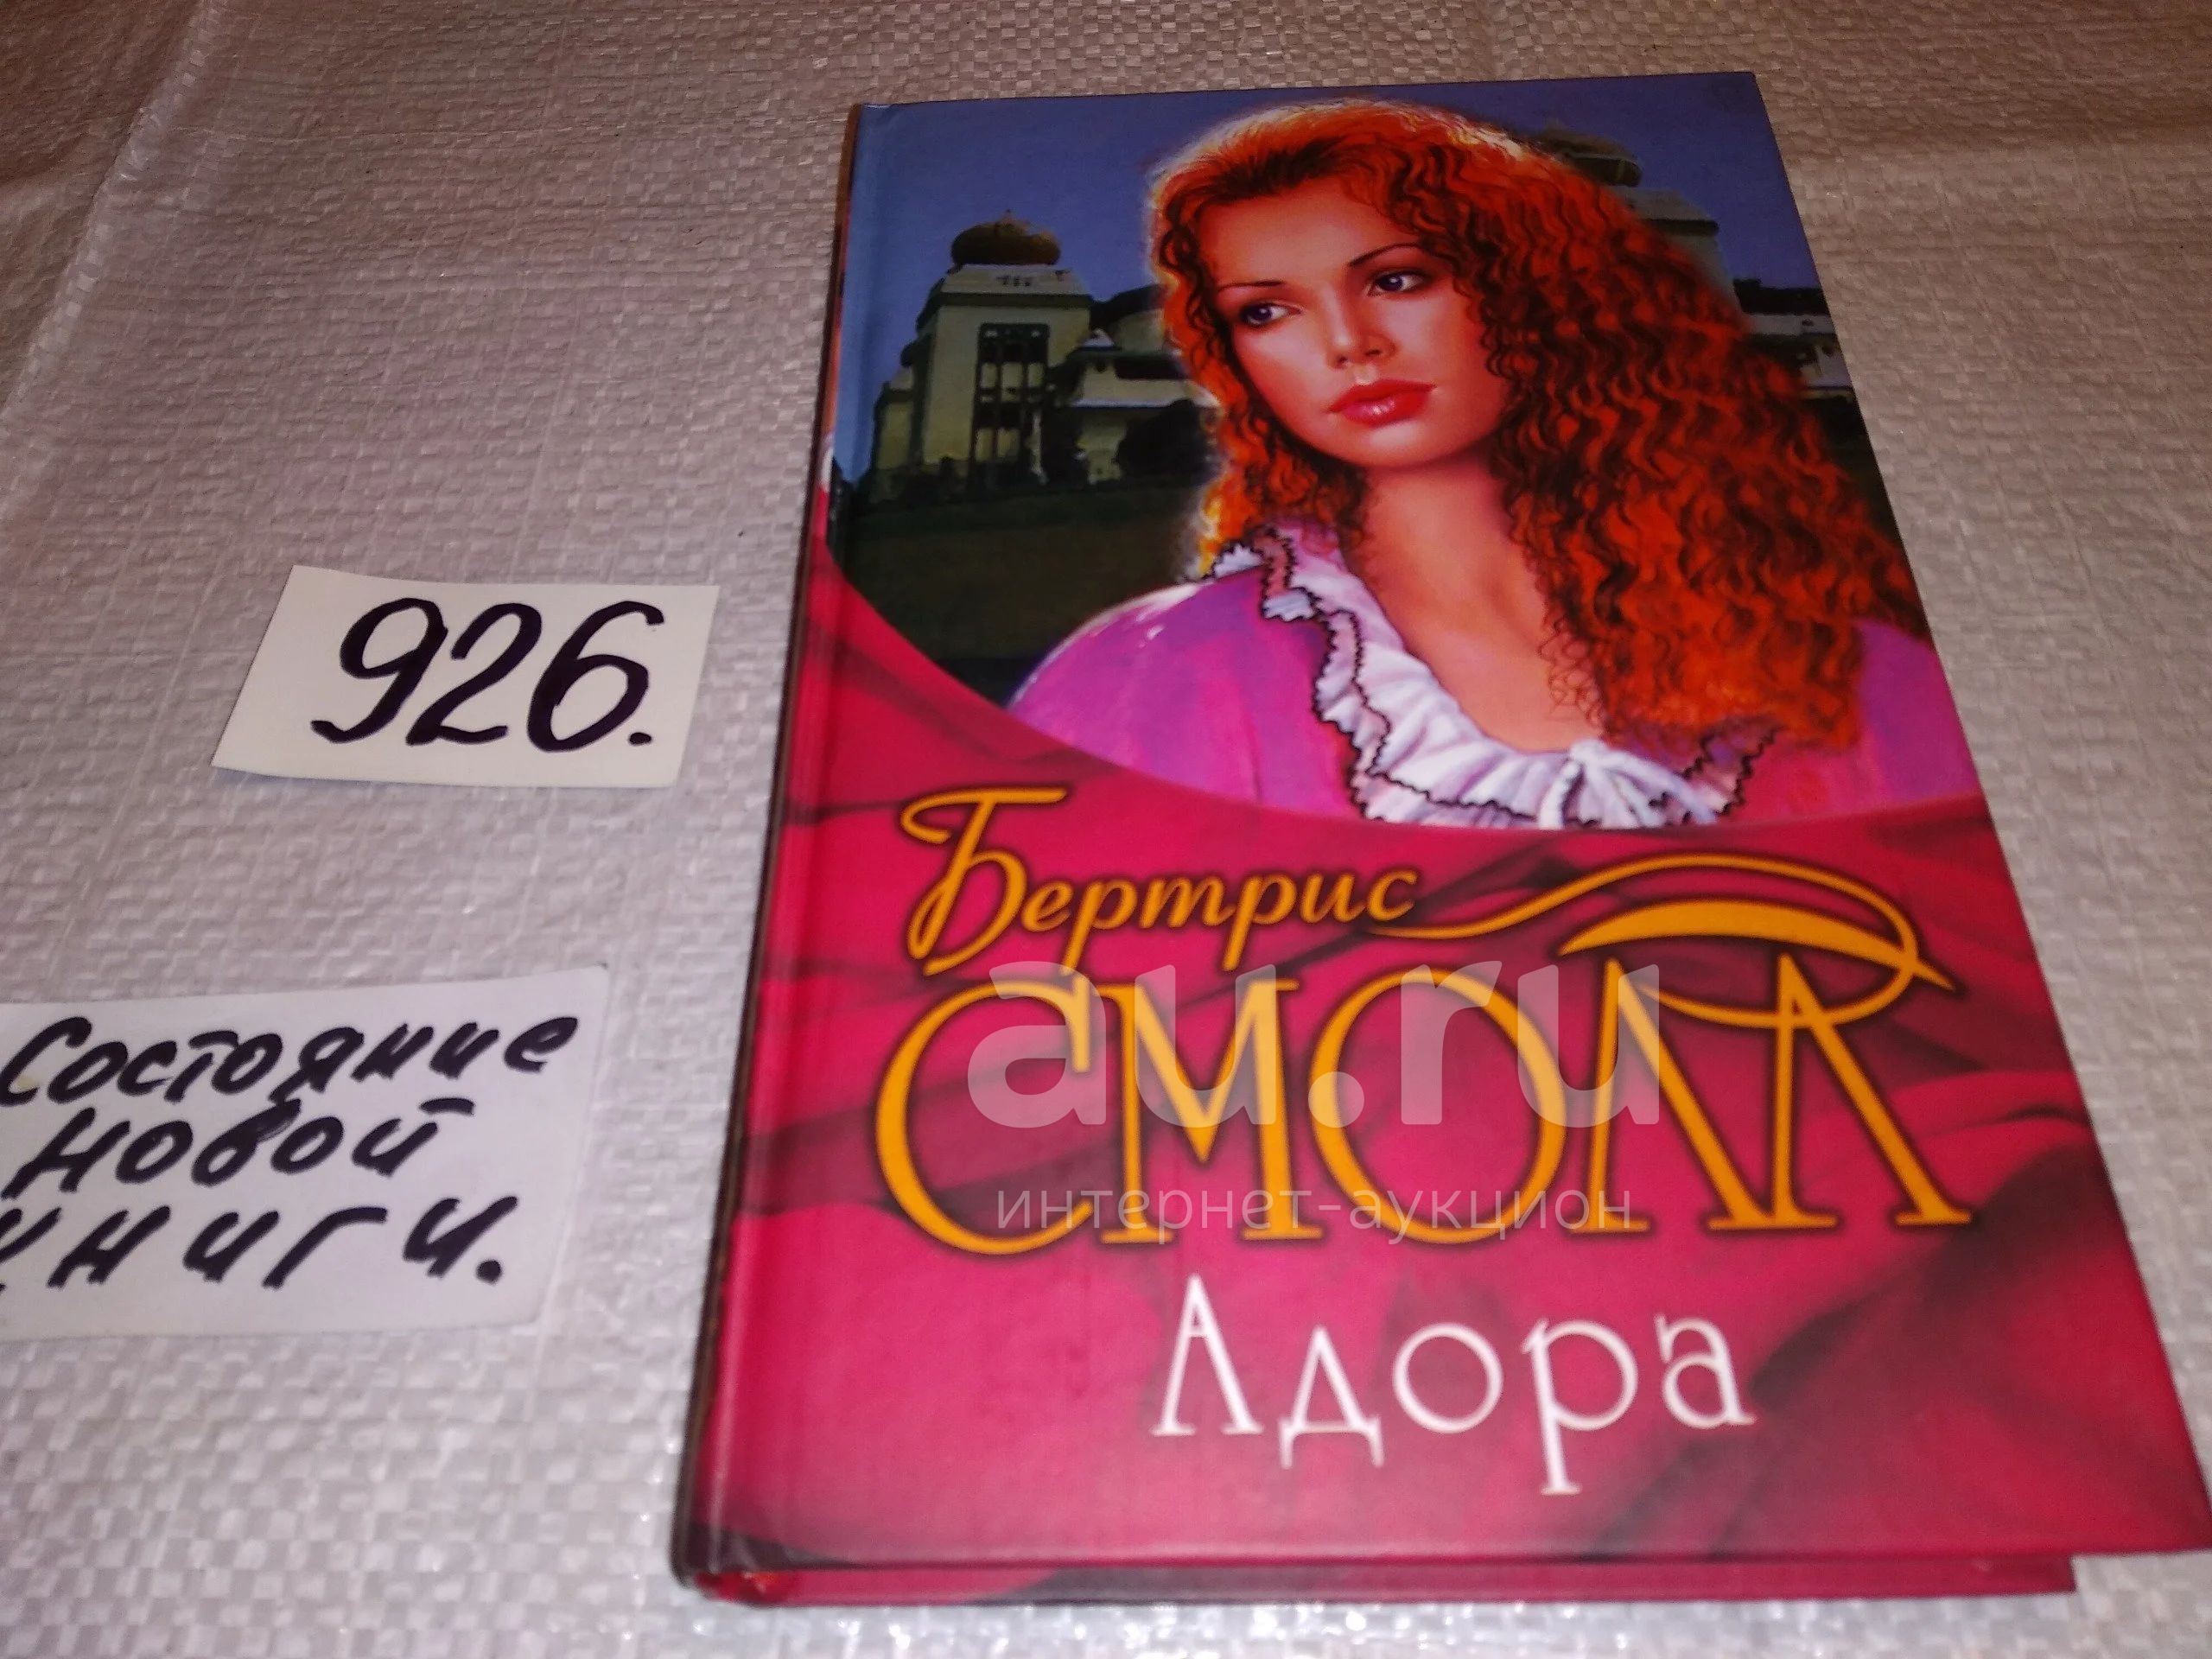 926.
Состояние
новой
книги.
Бертрис
СМОЛЛ
au.ru
интернет-аукцион
Адора